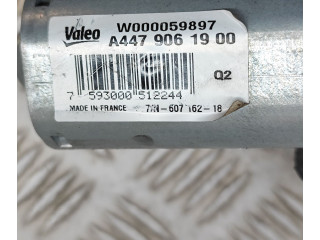 Valeo W000059897
A447 906 19 00
Q2
7 593000 512244
MADE IN FRANCE